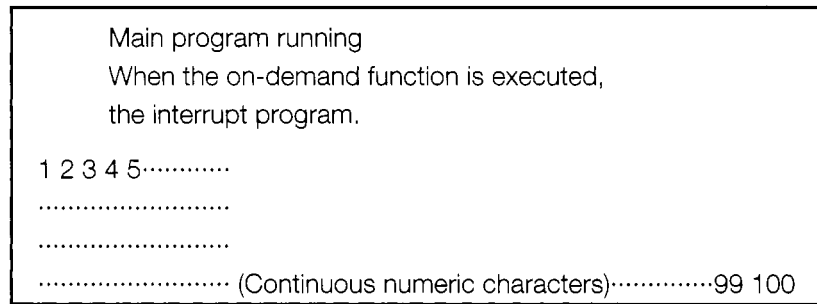 Main program running
When the on-demand function is executed,
the interrupt program.
1 2 3 4 5············
··························
··························
·························· (Continuous numeric characters)··············99 100